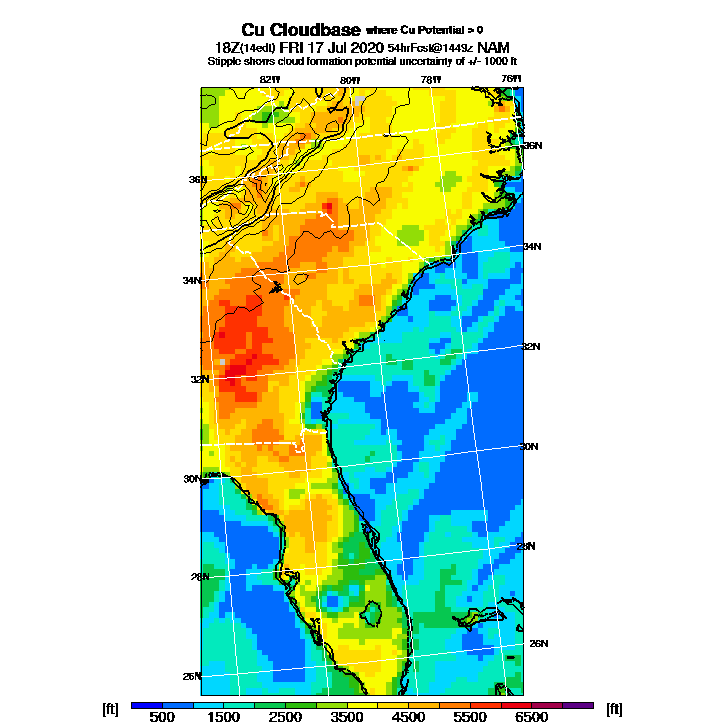 Cu Cloudbase where Cu Potential > 0
18Z(14edt) FRI 17 Jul 2020 54hrFcst@1449z NAM
Stipple shows cloud formation potential uncertainty of +/- 1000 ft
82W 80W 78W 76W
36N
36N
34N
34N
32N
32N
30N
30N
28N
28N
26N
26N
[ft] [ft]
500 1500 2500 3500 4500 5500 6500